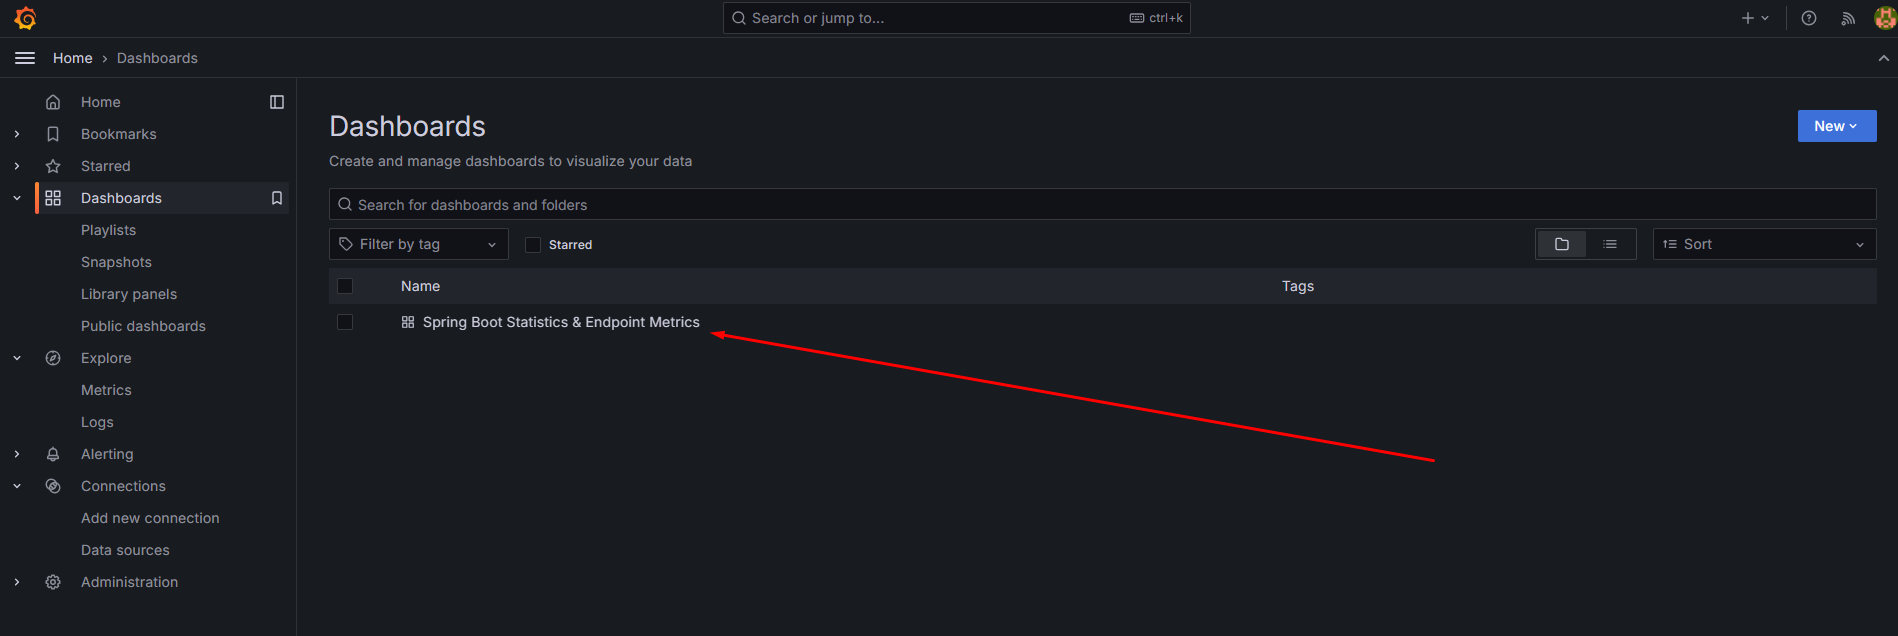 Search or jump to...
ctrl+k
Home
Dashboards
Home
Bookmarks
Starred
Dashboards
Playlists
Snapshots
Library panels
Public dashboards
Explore
Metrics
Logs
Alerting
Connections
Add new connection
Data sources
Administration
Dashboards
New
Create and manage dashboards to visualize your data
Search for dashboards and folders
Filter by tag
Starred
Sort
Name
Tags
Spring Boot Statistics & Endpoint Metrics